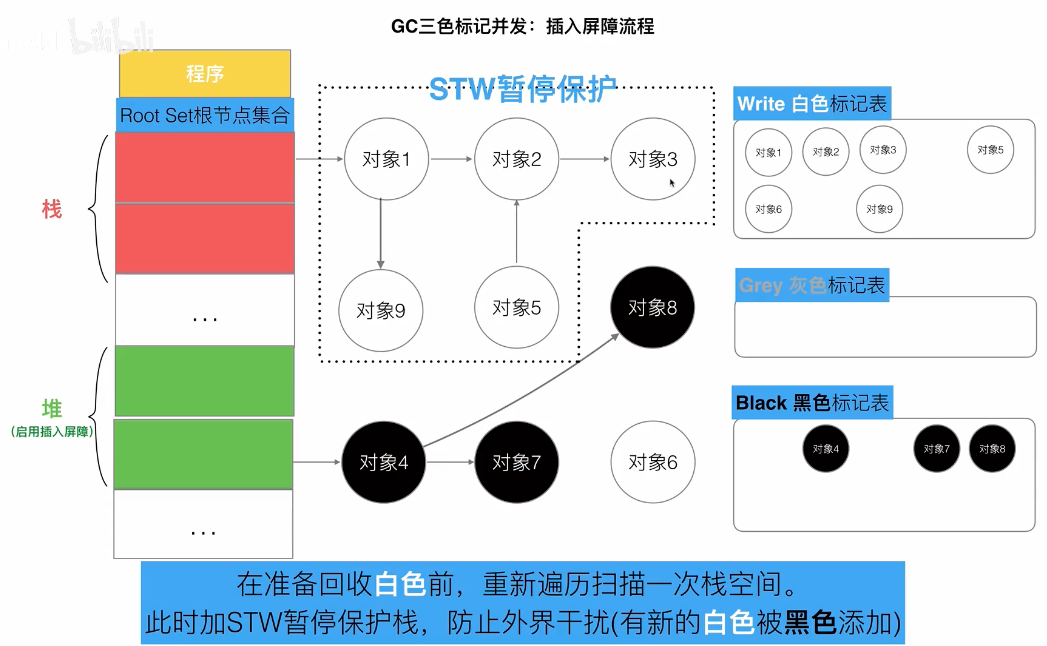 GC三色标记并发：插入屏障流程
bilibili
程序
Root Set根节点集合
栈
...
堆
(启用插入屏障)
...
STW暂停保护
对象1
对象2
对象3
对象9
对象5
对象8
对象4
对象7
对象6
Write 白色标记表
对象1
对象2
对象3
对象5
对象6
对象9
Grey 灰色标记表
Black 黑色标记表
对象4
对象7
对象8
在准备回收白色前，重新遍历扫描一次栈空间。
此时加STW暂停保护栈，防止外界干扰(有新的白色被黑色添加)